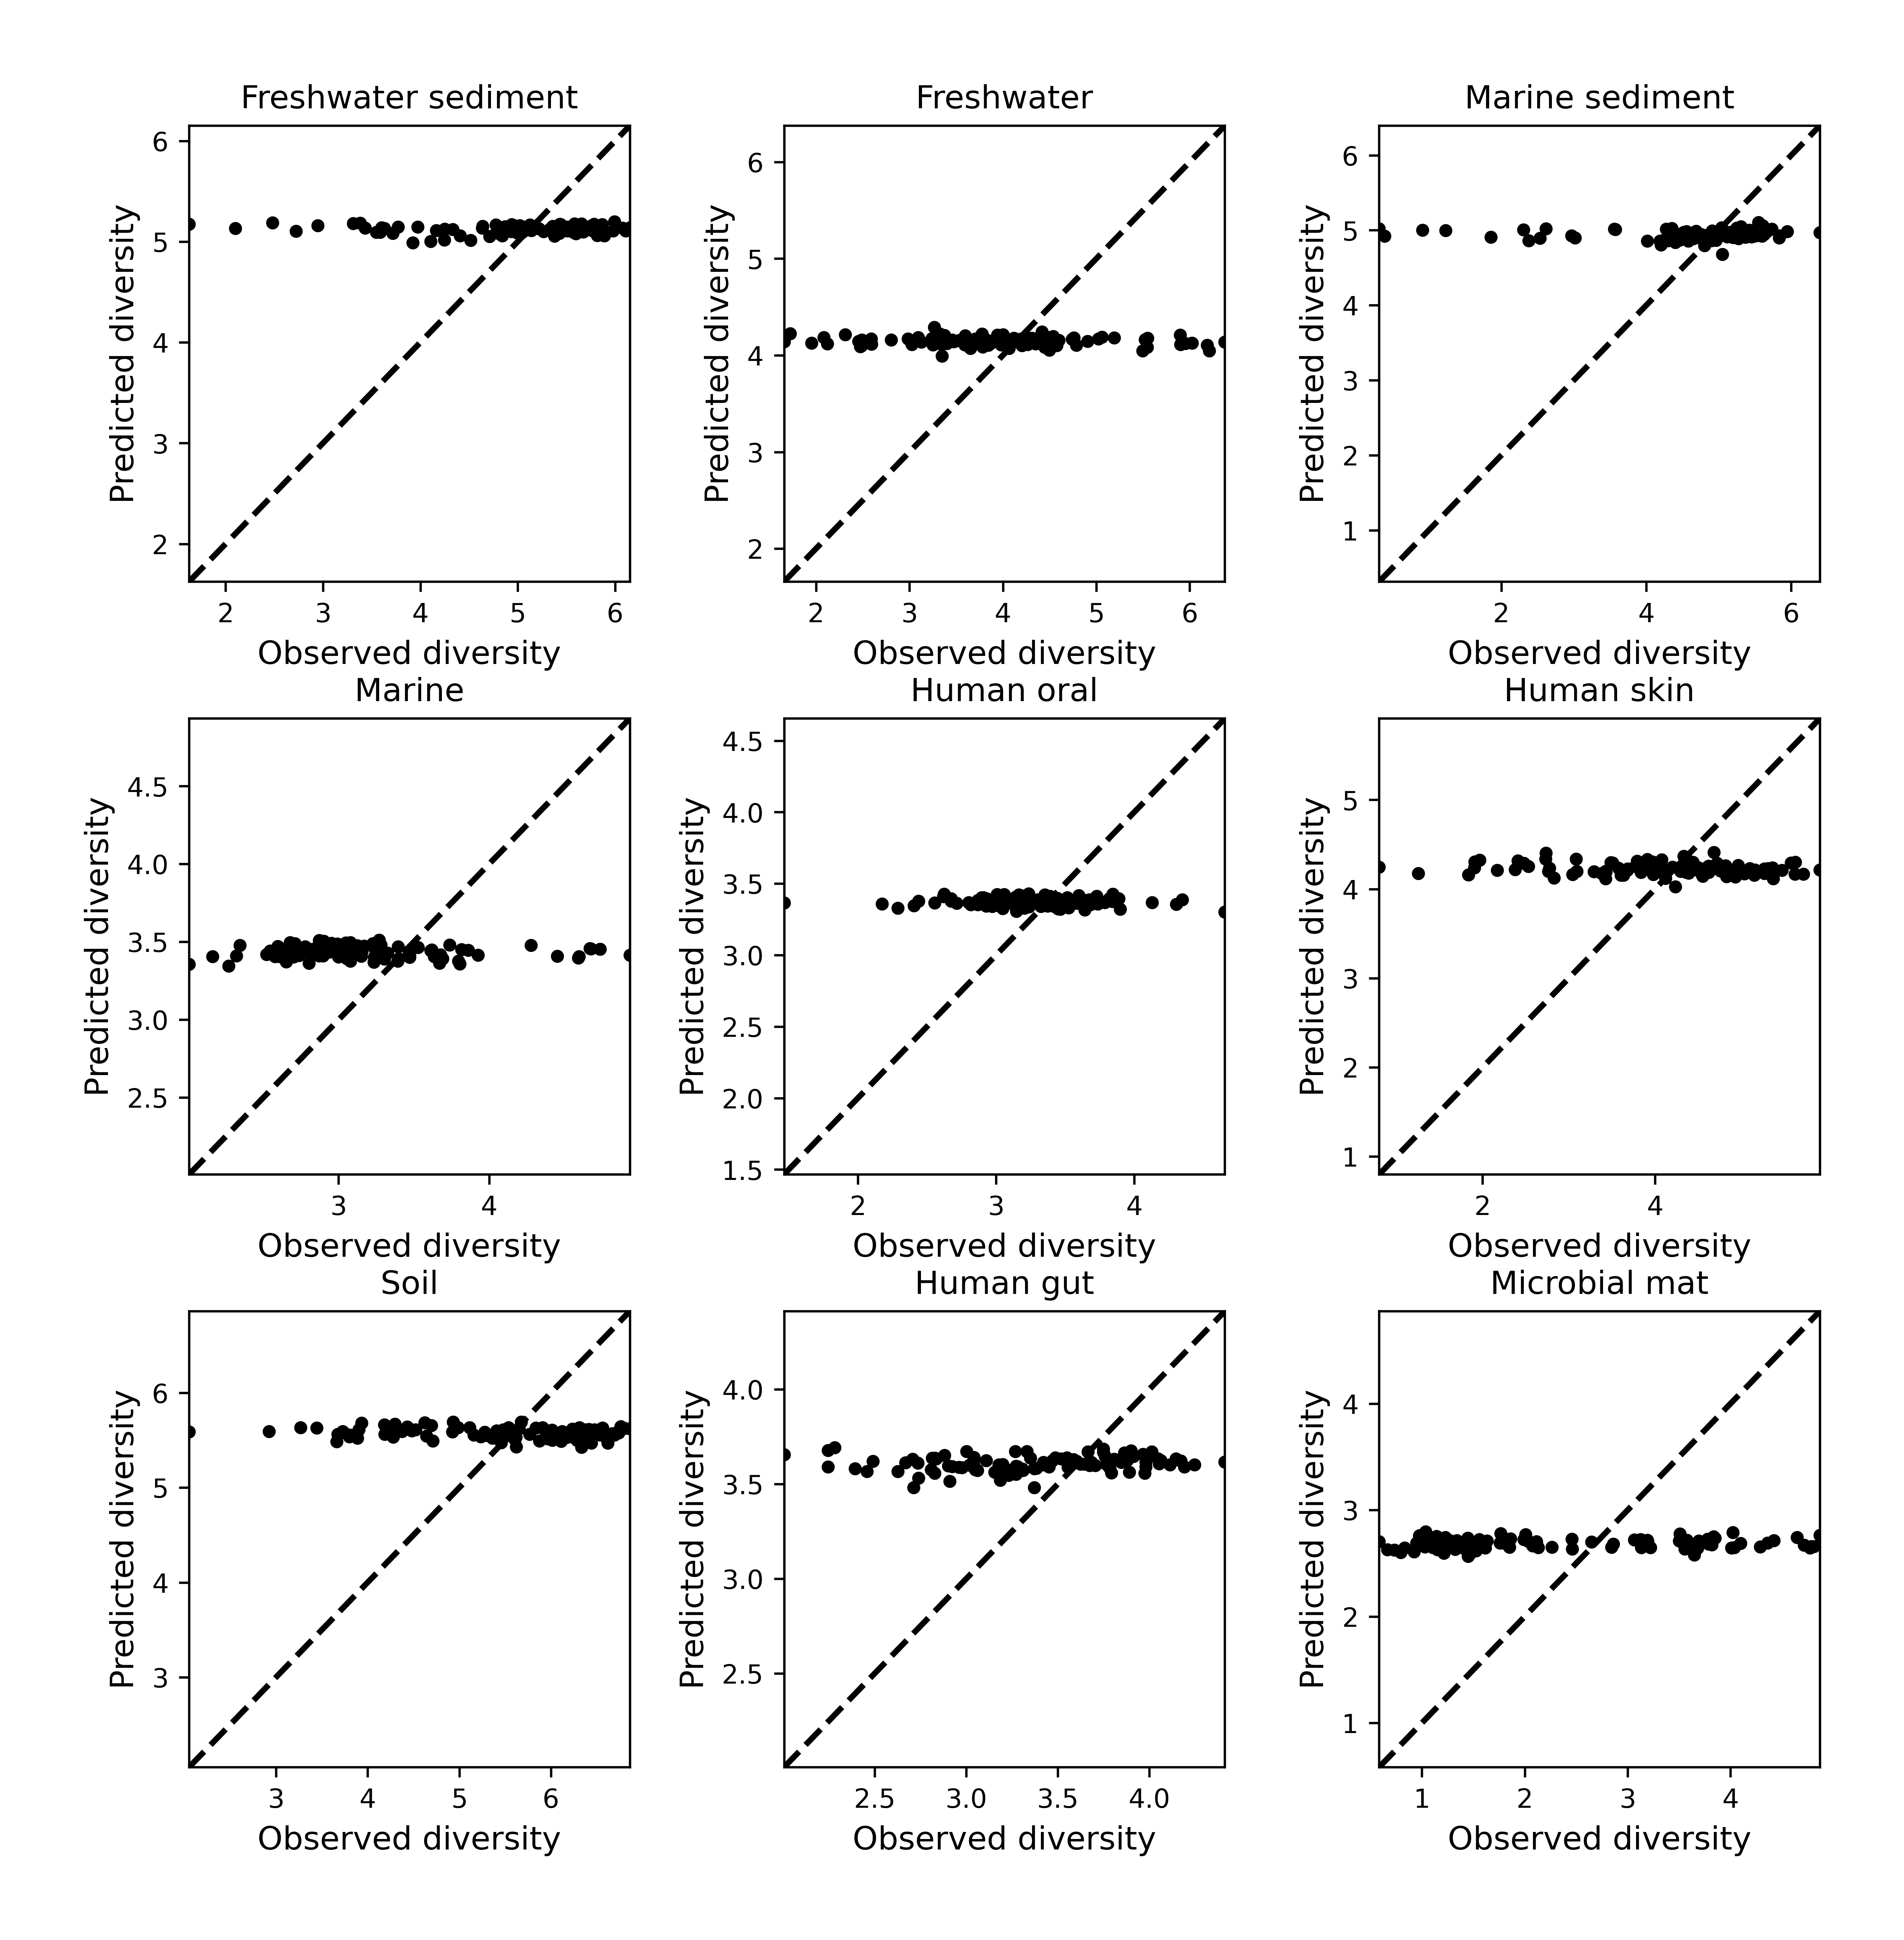 Freshwater sediment
Predicted diversity
6
5
4
3
2
2 3 4 5 6
Observed diversity
Freshwater
Predicted diversity
6
5
4
3
2
2 3 4 5 6
Observed diversity
Marine sediment
Predicted diversity
6
5
4
3
2
1
2 4 6
Observed diversity
Marine
Predicted diversity
4.5
4.0
3.5
3.0
2.5
3 4
Observed diversity
Human oral
Predicted diversity
4.5
4.0
3.5
3.0
2.5
2.0
1.5
2 3 4
Observed diversity
Human skin
Predicted diversity
5
4
3
2
1
2 4
Observed diversity
Soil
Predicted diversity
6
5
4
3
3 4 5 6
Observed diversity
Human gut
Predicted diversity
4.0
3.5
3.0
2.5
2.5 3.0 3.5 4.0
Observed diversity
Microbial mat
Predicted diversity
4
3
2
1
1 2 3 4
Observed diversity